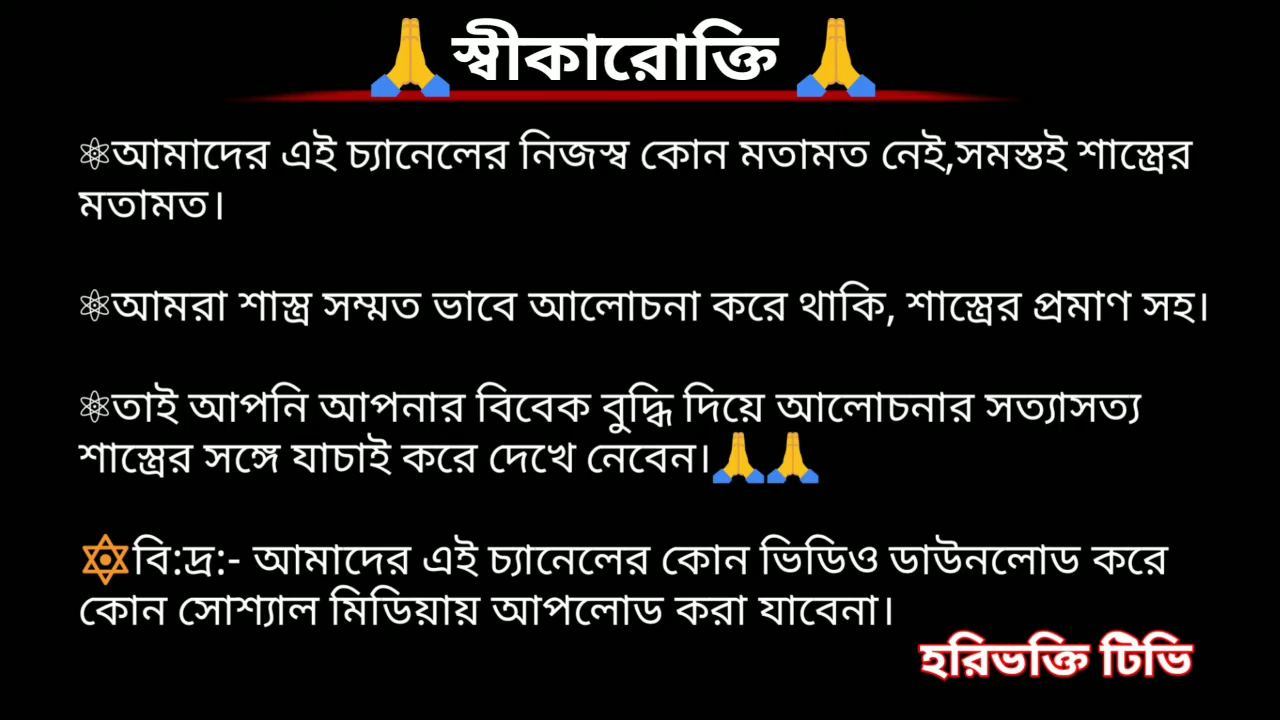 🙏স্বীকারোক্তি 🙏
⚛আমাদের এই চ্যানেলের নিজস্ব কোন মতামত নেই,সমস্তই শাস্ত্রের
মতামত।
⚛আমরা শাস্ত্র সম্মত ভাবে আলোচনা করে থাকি, শাস্ত্রের প্রমাণ সহ।
⚛তাই আপনি আপনার বিবেক বুদ্ধি দিয়ে আলোচনার সত্যাসত্য
শাস্ত্রের সঙ্গে যাচাই করে দেখে নেবেন।🙏🙏
🔯বি:দ্র:- আমাদের এই চ্যানেলের কোন ভিডিও ডাউনলোড করে
কোন সোশ্যাল মিডিয়ায় আপলোড করা যাবেনা।
হরিভক্তি টিভি